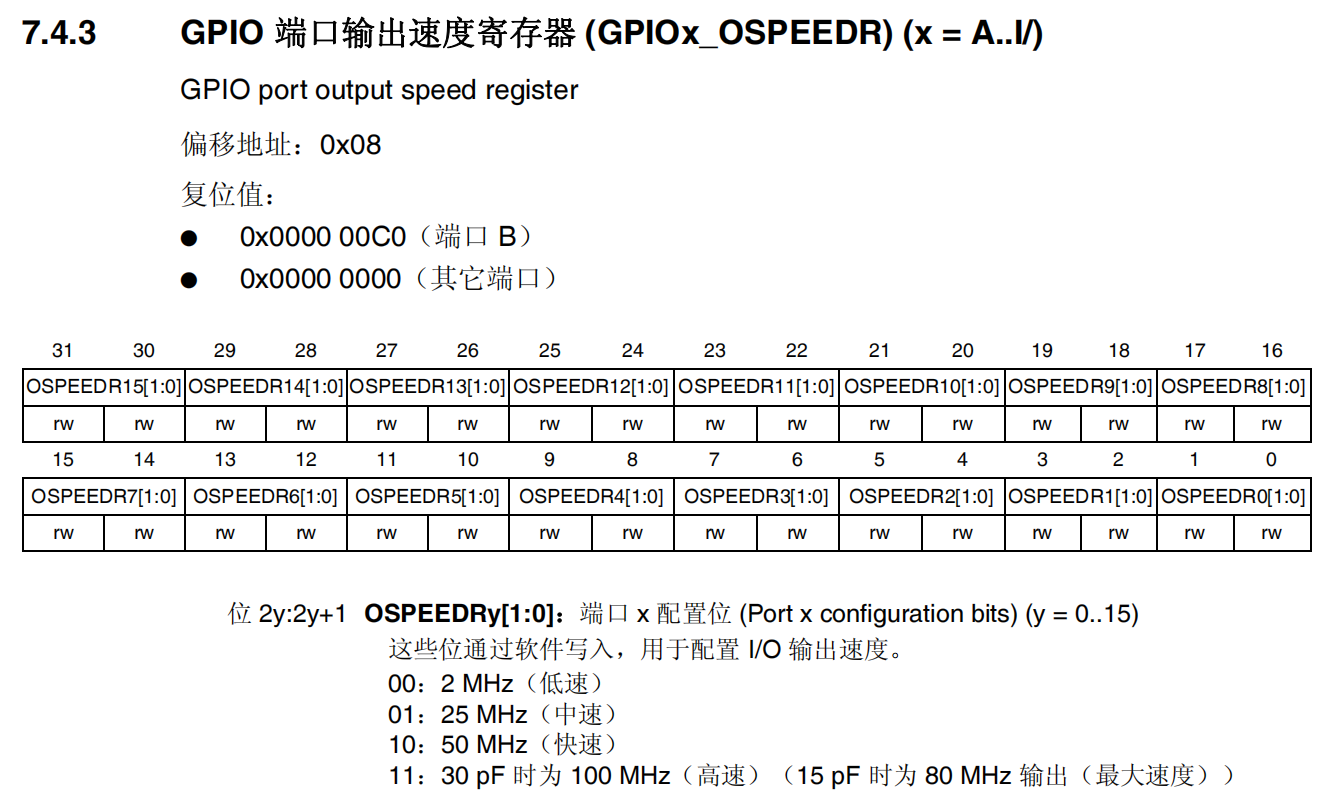 7.4.3 GPIO 端口输出速度寄存器 (GPIOx_OSPEEDR) (x = A..I/)
GPIO port output speed register
偏移地址：0x08
复位值：
● 0x0000 00C0（端口 B）
● 0x0000 0000（其它端口）
31 30 29 28 27 26 25 24 23 22 21 20 19 18 17 16
OSPEEDR15[1:0] OSPEEDR14[1:0] OSPEEDR13[1:0] OSPEEDR12[1:0] OSPEEDR11[1:0] OSPEEDR10[1:0] OSPEEDR9[1:0] OSPEEDR8[1:0]
rw rw rw rw rw rw rw rw rw rw rw rw rw rw rw rw
15 14 13 12 11 10 9 8 7 6 5 4 3 2 1 0
OSPEEDR7[1:0] OSPEEDR6[1:0] OSPEEDR5[1:0] OSPEEDR4[1:0] OSPEEDR3[1:0] OSPEEDR2[1:0] OSPEEDR1[1:0] OSPEEDR0[1:0]
rw rw rw rw rw rw rw rw rw rw rw rw rw rw rw rw
位 2y:2y+1 OSPEEDRy[1:0]：端口 x 配置位 (Port x configuration bits) (y = 0..15)
这些位通过软件写入，用于配置 I/O 输出速度。
00：2 MHz（低速）
01：25 MHz（中速）
10：50 MHz（快速）
11：30 pF 时为 100 MHz（高速）（15 pF 时为 80 MHz 输出（最大速度））